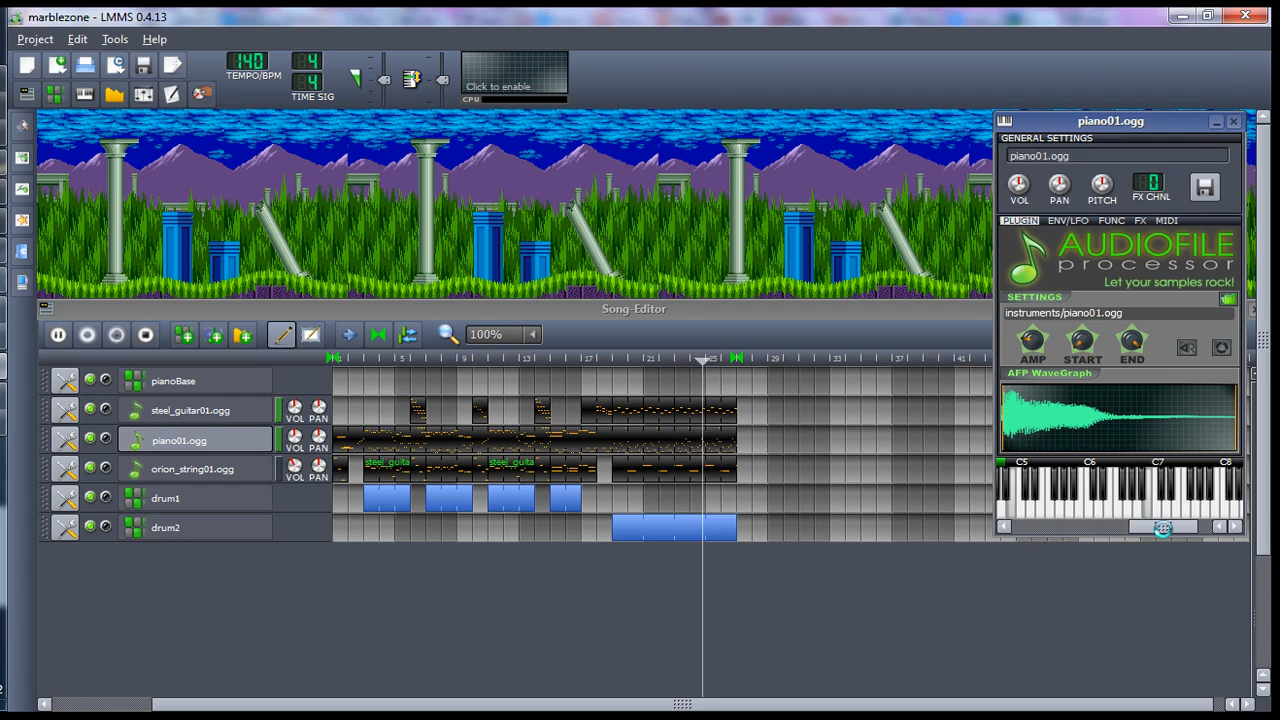 marblezone - LMMS 0.4.13
Project Edit Tools Help
140
TEMPO/BPM
4
4
TIME SIG
Click to enable
CPU
piano01.ogg
GENERAL SETTINGS
piano01.ogg
VOL PAN PITCH FX CHNL
0
PLUGIN ENV/LFO FUNC FX MIDI
AUDIOFILE
processor
Let your samples rock!
SETTINGS
instruments/piano01.ogg
AMP START END
AFP WaveGraph
C5 C6 C7 C8
Song-Editor
100%
5 9 13 17 21 25 29 33 37 41
pianoBase
steel_guitar01.ogg
VOL PAN
piano01.ogg
VOL PAN
orion_string01.ogg
VOL PAN
steel_guita steel_guita
drum1
drum2